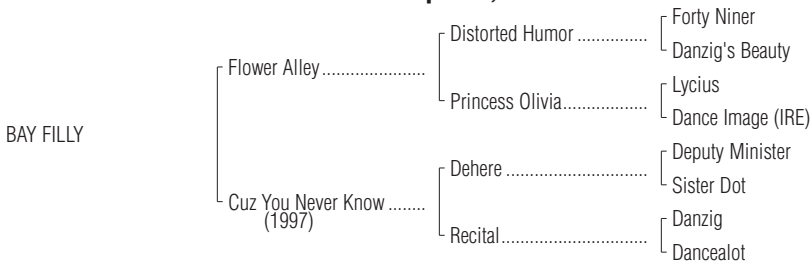 Forty Niner
Distorted Humor ...............
Danzig's Beauty
Flower Alley......................
Lycius
Princess Olivia..................
Dance Image (IRE)
BAY FILLY
Deputy Minister
Dehere ..............................
Sister Dot
Cuz You Never Know ........
(1997)
Danzig
Recital...............................
Dancealot